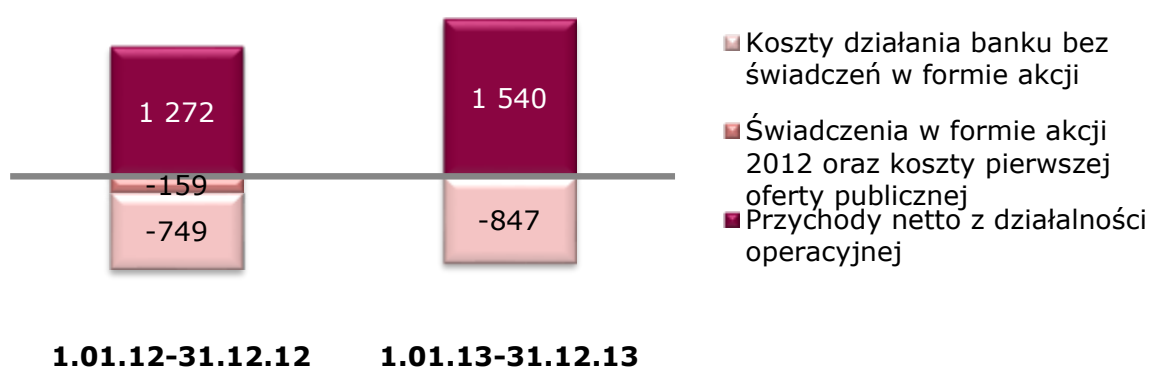 1 272
1 540
-159
-749
-847
1.01.12-31.12.12
1.01.13-31.12.13
Koszty działania banku bez
świadczeń w formie akcji
Świadczenia w formie akcji
2012 oraz koszty pierwszej
oferty publicznej
Przychody netto z działalności
operacyjnej